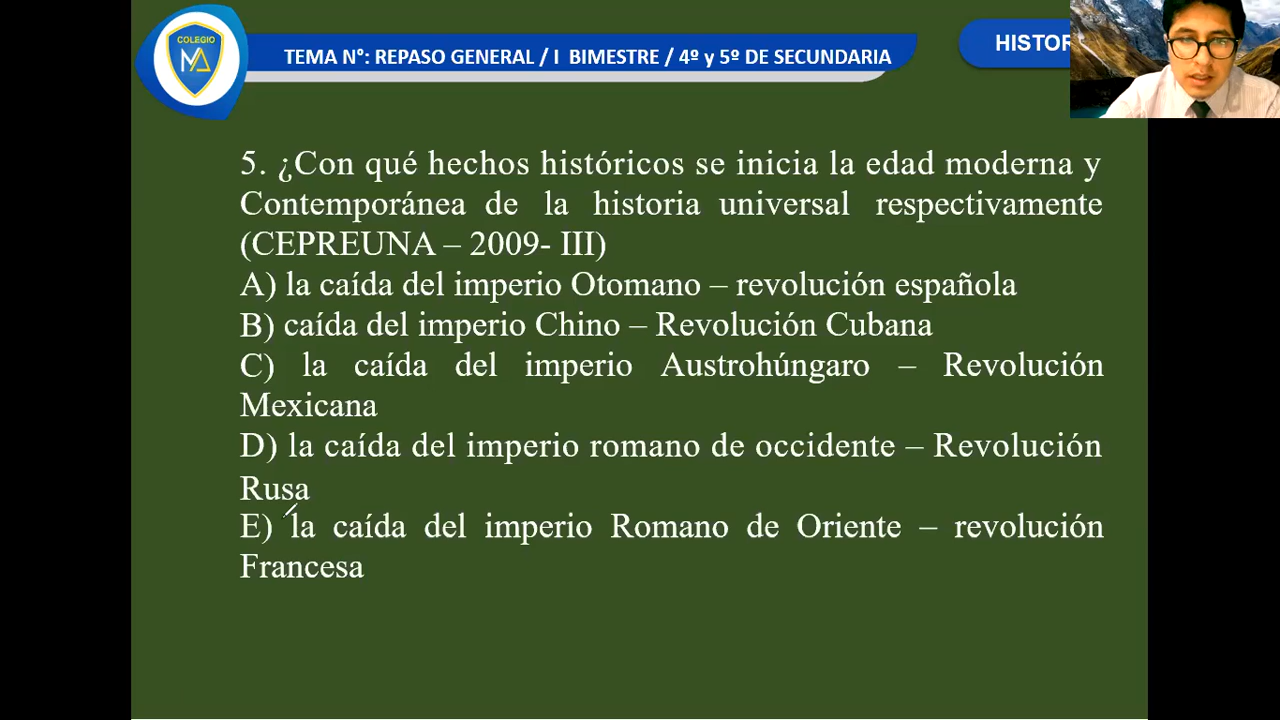 COLEGIO
MA
TEMA N°: REPASO GENERAL / I BIMESTRE / 4º y 5º DE SECUNDARIA
HISTOR
5. ¿Con qué hechos históricos se inicia la edad moderna y
Contemporánea de la historia universal respectivamente
(CEPREUNA – 2009- III)
A) la caída del imperio Otomano – revolución española
B) caída del imperio Chino – Revolución Cubana
C) la caída del imperio Austrohúngaro – Revolución
Mexicana
D) la caída del imperio romano de occidente – Revolución
Rusa
E) la caída del imperio Romano de Oriente – revolución
Francesa